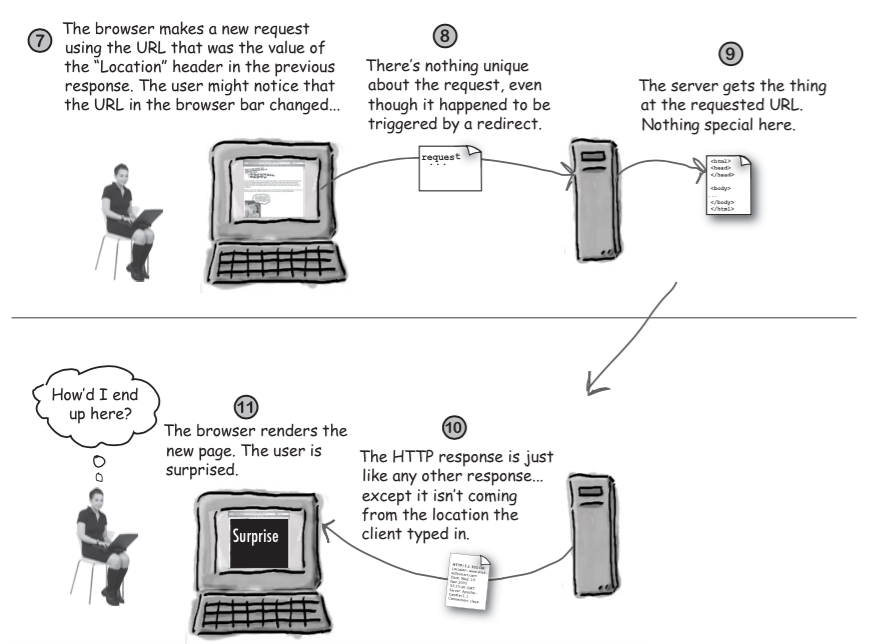 7
The browser makes a new request
using the URL that was the value of
the “Location” header in the previous
response. The user might notice that
the URL in the browser bar changed...
8
There’s nothing unique
about the request, even
though it happened to be
triggered by a redirect.
9
The server gets the thing
at the requested URL.
Nothing special here.
request
...
<html>
<head>
</head>
<body>
...
</body>
</html>
How’d I end
up here?
11
The browser renders the
new page. The user is
surprised.
10
The HTTP response is just
like any other response...
except it isn’t coming
from the location the
client typed in.
Surprise